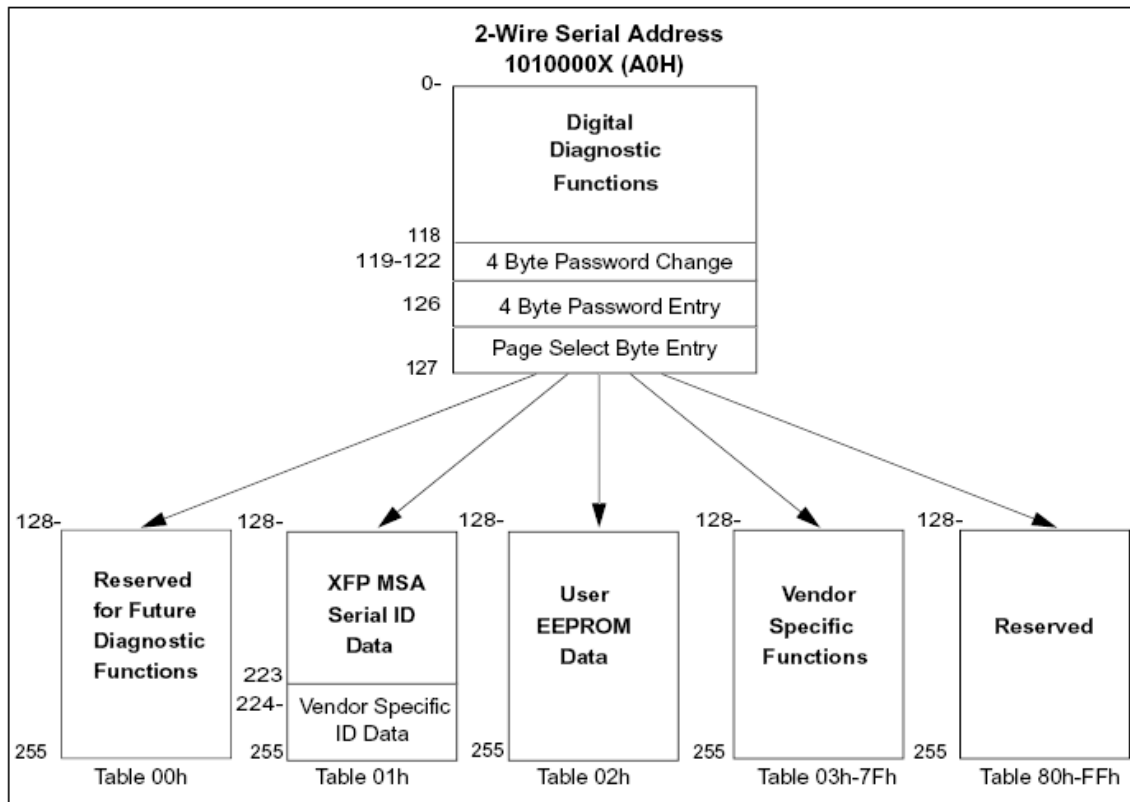 2-Wire Serial Address
1010000X (A0H)
0-
Digital
Diagnostic
Functions
118
119-122 4 Byte Password Change
126 4 Byte Password Entry
Page Select Byte Entry
127
128-
Reserved
for Future
Diagnostic
Functions
255
Table 00h
128-
XFP MSA
Serial ID
Data
223
224-
Vendor Specific
ID Data
255
Table 01h
128-
User
EEPROM
Data
255
Table 02h
128-
Vendor
Specific
Functions
255
Table 03h-7Fh
128-
Reserved
255
Table 80h-FFh